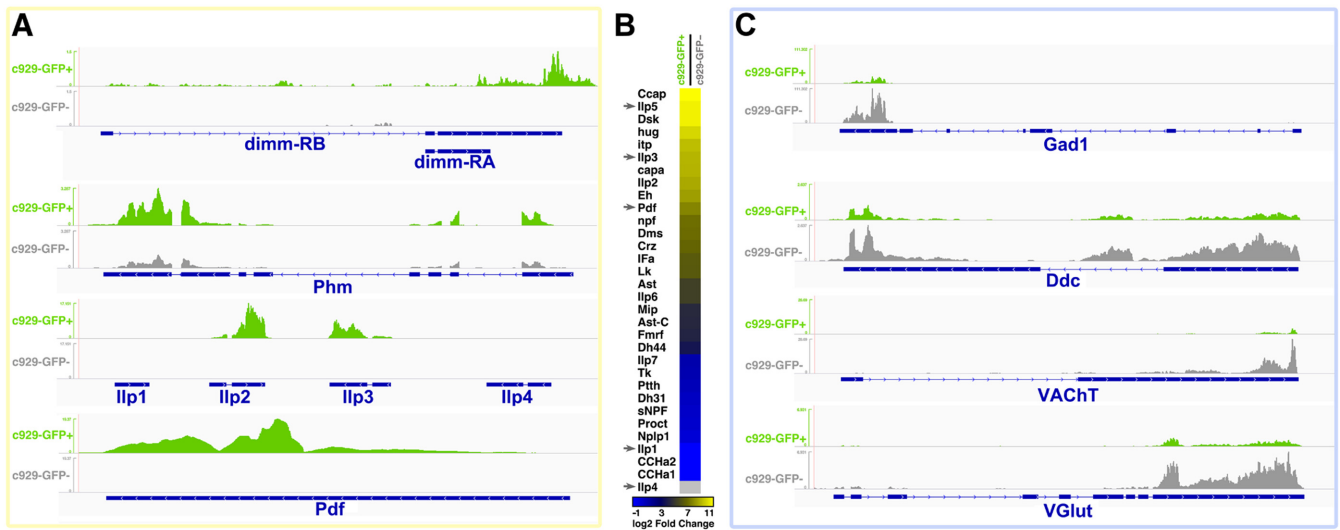 A
c929-GFP+
c929-GFP-
dimm-RB
dimm-RA
c929-GFP+
c929-GFP-
Phm
c929-GFP+
c929-GFP-
Ilp1 Ilp2 Ilp3 Ilp4
c929-GFP+
c929-GFP-
Pdf
B
c929-GFP+
c929-GFP-
Ccap
Ilp5
Dsk
hug
itp
Ilp3
capa
Ilp2
Eh
Pdf
npf
Dms
Crz
IFa
Lk
Ast
Ilp6
Mip
Ast-C
Fmrf
Dh44
Ilp7
Tk
Ptth
Dh31
sNPF
Proct
Nplp1
Ilp1
CCHa2
CCHa1
Ilp4
-1 3 7 11
log2 Fold Change
C
c929-GFP+
c929-GFP-
Gad1
c929-GFP+
c929-GFP-
Ddc
c929-GFP+
c929-GFP-
VAChT
c929-GFP+
c929-GFP-
VGlut